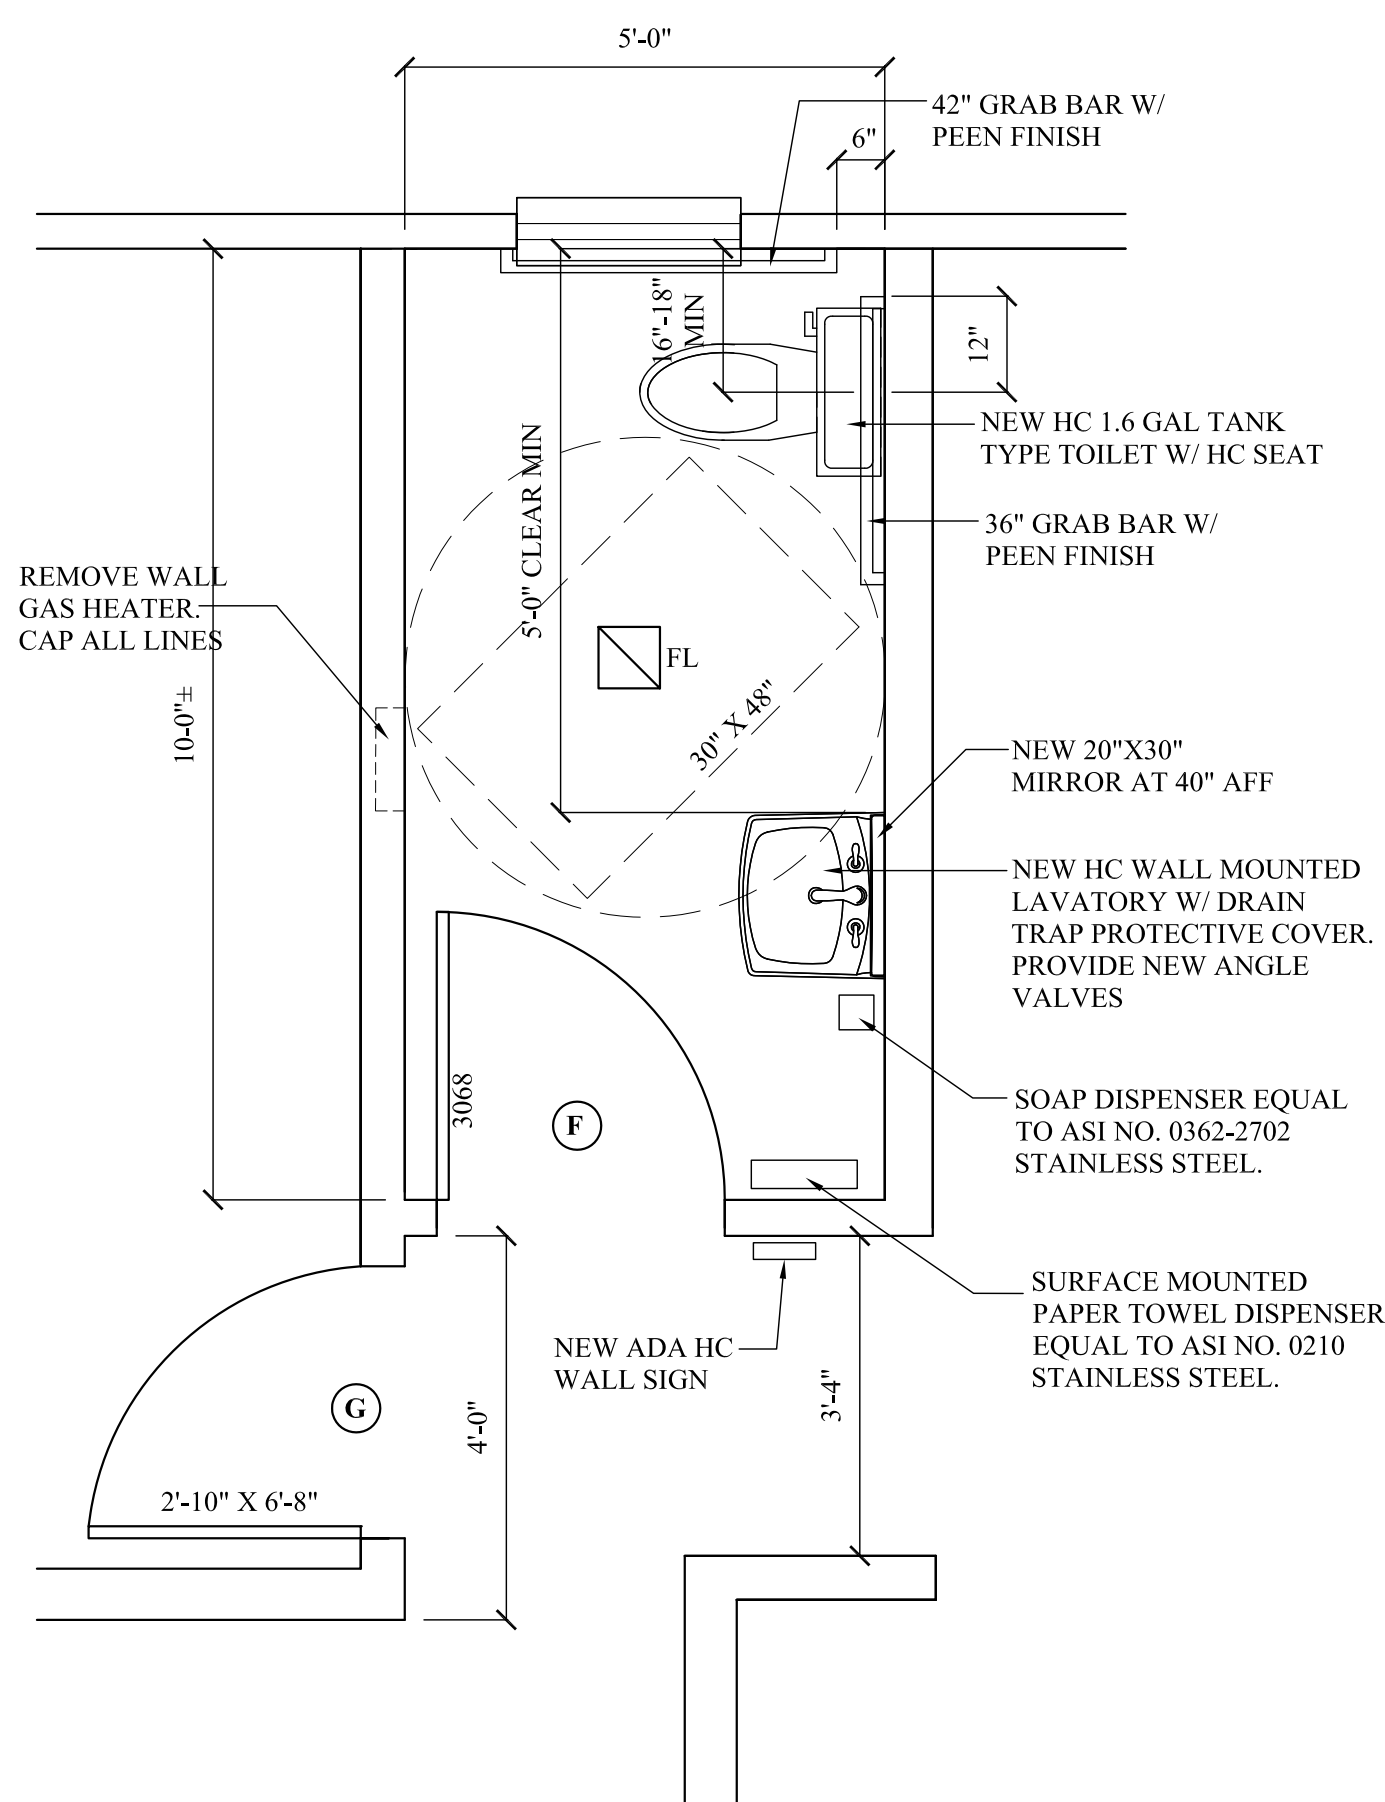 5'-0"
42" GRAB BAR W/
PEEN FINISH
6"
16"-18"
MIN
12"
NEW HC 1.6 GAL TANK
TYPE TOILET W/ HC SEAT
5'-0" CLEAR MIN
36" GRAB BAR W/
PEEN FINISH
REMOVE WALL
GAS HEATER.
CAP ALL LINES
FL
10-0"±
30" X 48"
NEW 20"X30"
MIRROR AT 40" AFF
NEW HC WALL MOUNTED
LAVATORY W/ DRAIN
TRAP PROTECTIVE COVER.
PROVIDE NEW ANGLE
VALVES
3068
F
SOAP DISPENSER EQUAL
TO ASI NO. 0362-2702
STAINLESS STEEL.
SURFACE MOUNTED
PAPER TOWEL DISPENSER
EQUAL TO ASI NO. 0210
STAINLESS STEEL.
NEW ADA HC
WALL SIGN
G
4'-0"
3'-4"
2'-10" X 6'-8"